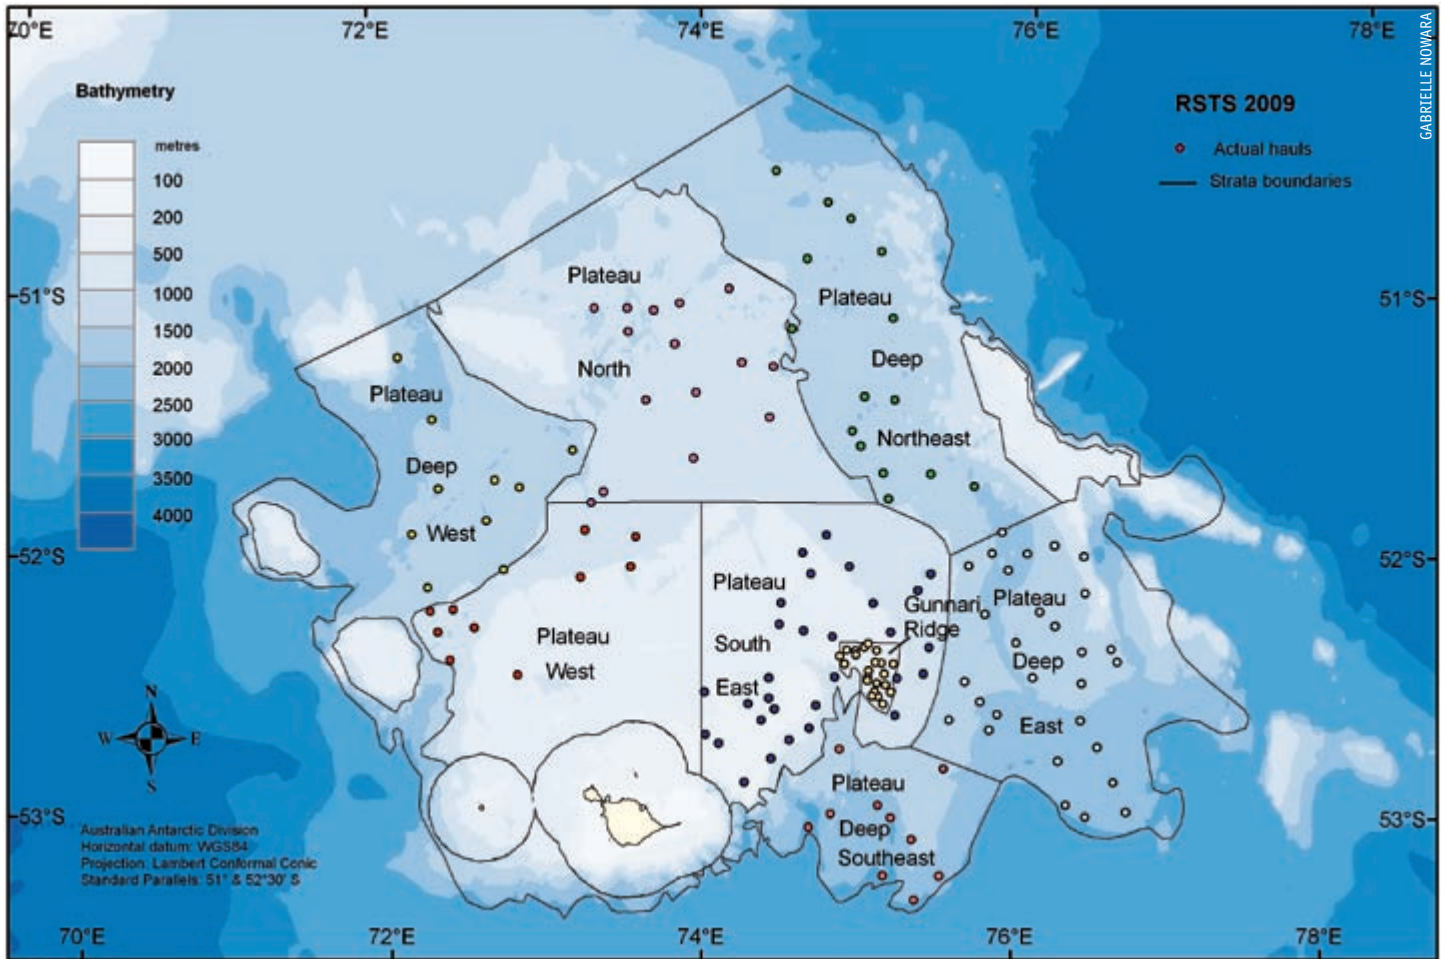 70°E 72°E 74°E 76°E 78°E
GABRIELLE NOWARA
Bathymetry
metres
100
200
500
1000
1500
2000
2500
3000
3500
4000
RSTS 2009
Actual hauls
Strata boundaries
51°S 51°S
52°S 52°S
53°S 53°S
Plateau
North
Plateau
Deep
Northeast
Plateau
Deep
West
Plateau
West
Plateau
South
East
Gunnari
Ridge
Plateau
Deep
East
Plateau
Deep
Southeast
N
W E
S
Australian Antarctic Division
Horizontal datum: WGS84
Projection: Lambert Conformal Conic
Standard Parallels: 51° & 52°30' S
70°E 72°E 74°E 76°E 78°E